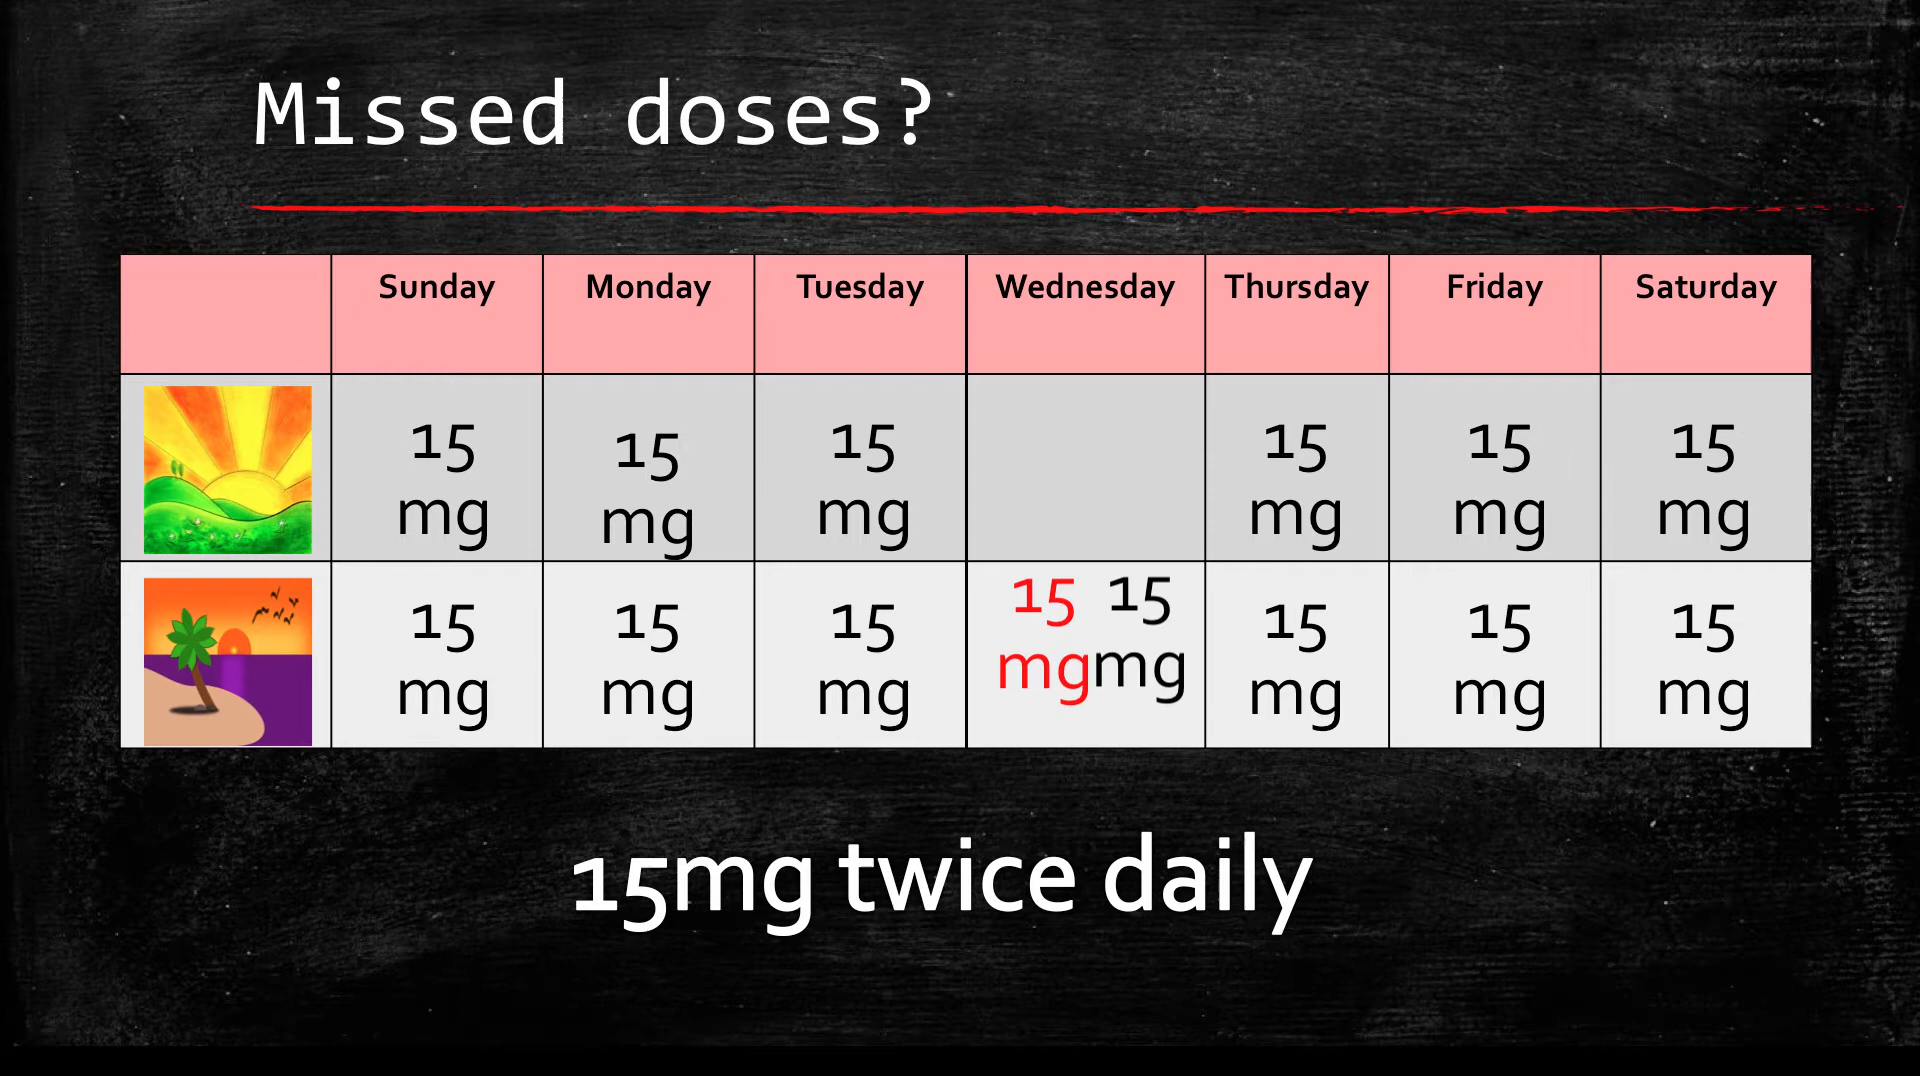 Missed doses?
Sunday Monday Tuesday Wednesday Thursday Friday Saturday
15 15 15 15 15 15
mg mg mg mg mg mg
15 15 15 15 15 15 15 15
mg mg mg mg mg mg mg mg
15mg twice daily